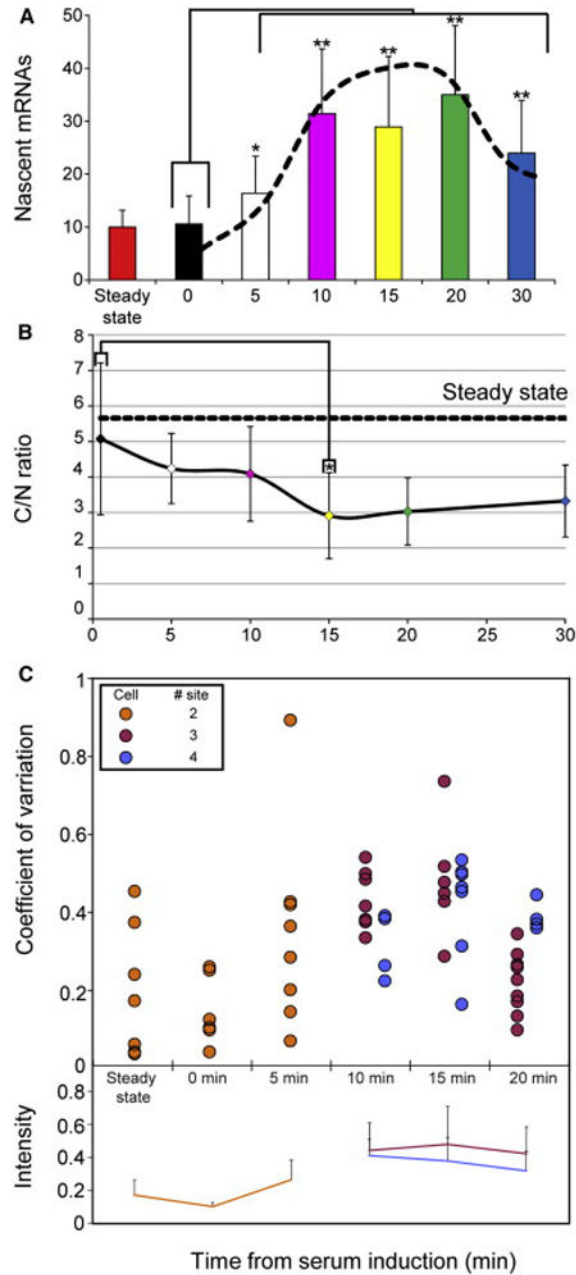 A
Nascent mRNAs
50
40
30
20
10
0
*
**
**
**
**
Steady state
0
5
10
15
20
30
B
C/N ratio
8
7
6
5
4
3
2
1
0
Steady state
*
0
5
10
15
20
25
30
C
Coefficient of varriation
1
0.8
0.6
0.4
0.2
0
Cell # site
2
3
4
Steady state
0 min
5 min
10 min
15 min
20 min
Intensity
0.8
0.6
0.4
0.2
0
Time from serum induction (min)